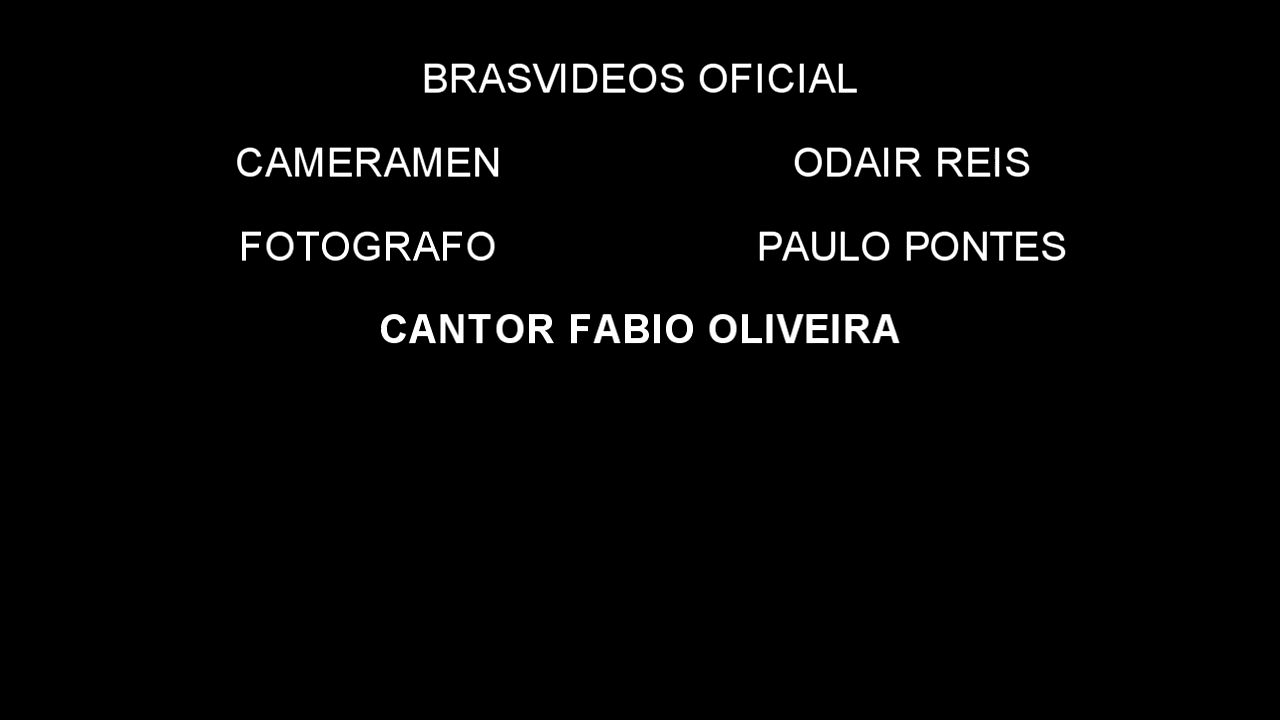 BRASVIDEOS OFICIAL
CAMERAMEN ODAIR REIS
FOTOGRAFO PAULO PONTES
CANTOR FABIO OLIVEIRA